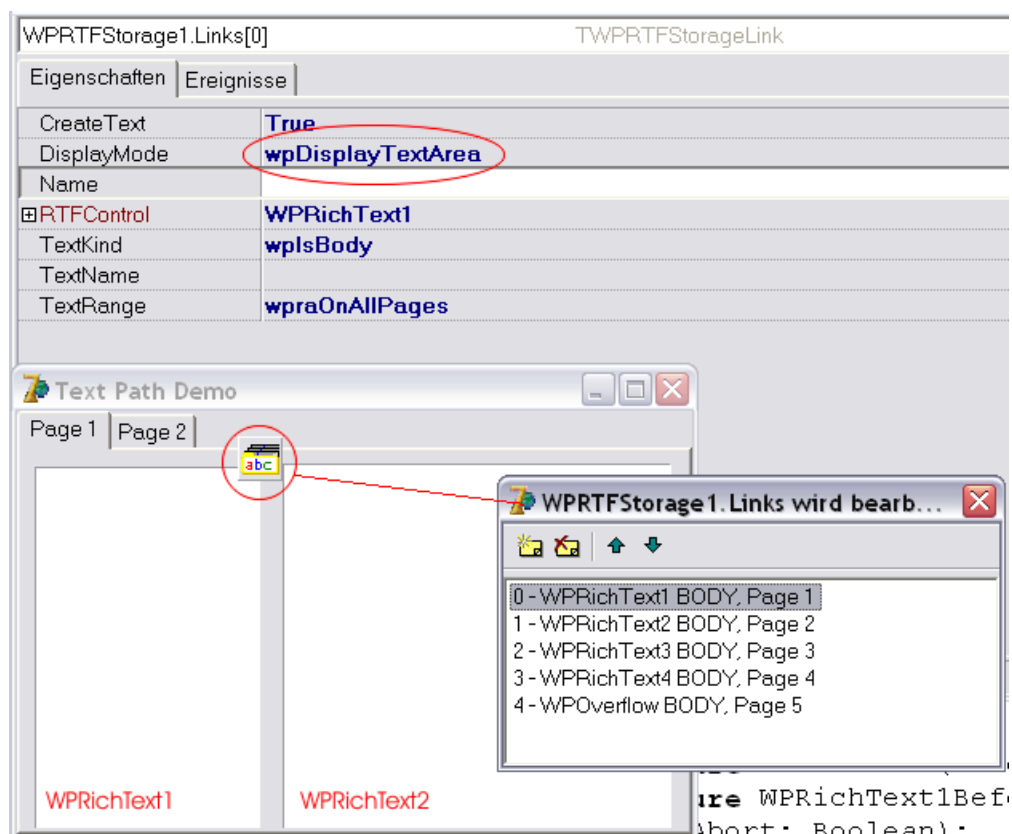 WPRTFStorage1.Links[0] TWPRTFStorageLink
Eigenschaften Ereignisse
CreateText True
DisplayMode wpDisplayTextArea
Name
RTFControl WPRichText1
TextKind wpIsBody
TextName
TextRange wpraOnAllPages
Text Path Demo
Page 1 Page 2
abc
WPRTFStorage1.Links wird bearb...
0 - WPRichText1 BODY, Page 1
1 - WPRichText2 BODY, Page 2
2 - WPRichText3 BODY, Page 3
3 - WPRichText4 BODY, Page 4
4 - WPOverflow BODY, Page 5
WPRichText1 WPRichText2
ure WPRichText1Bef
Abort: Boolean);